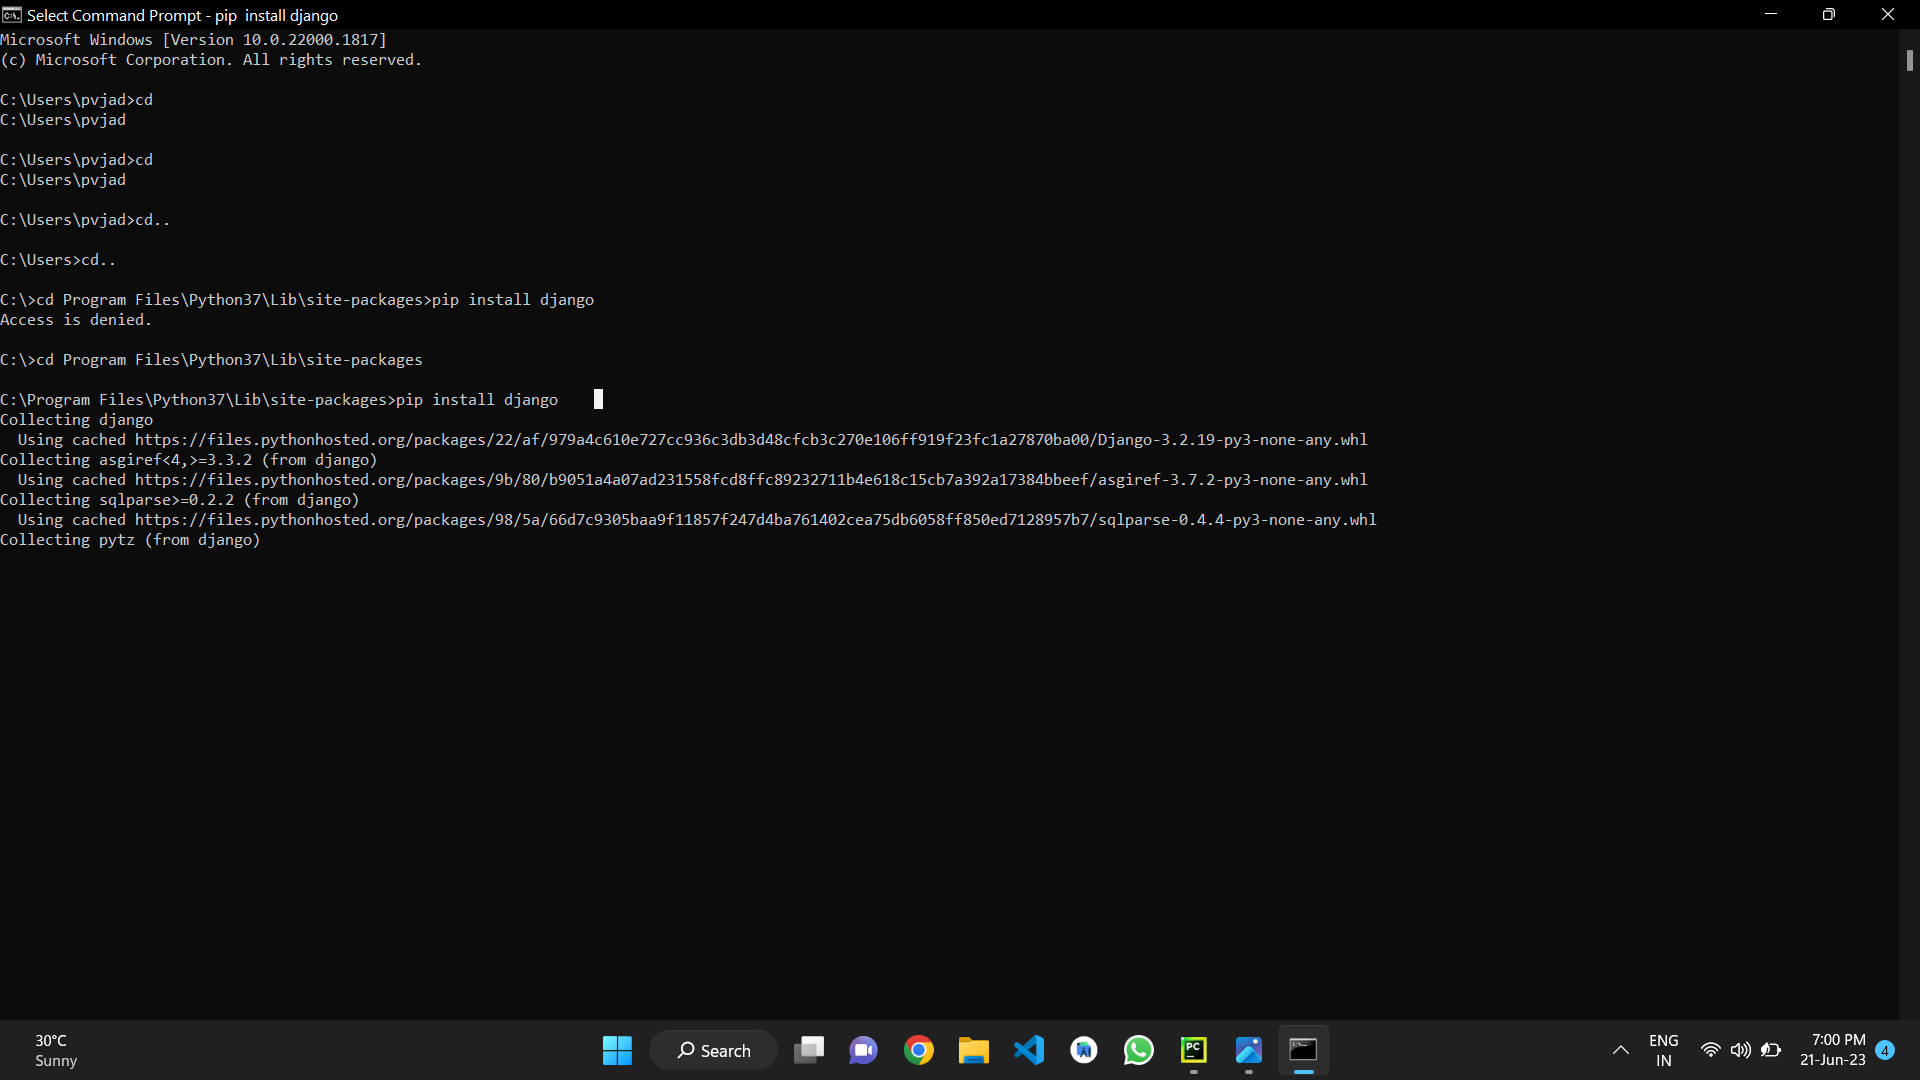 Select Command Prompt - pip  install django
Microsoft Windows [Version 10.0.22000.1817]
(c) Microsoft Corporation. All rights reserved.
C:\Users\pvjad>cd
C:\Users\pvjad
C:\Users\pvjad>cd
C:\Users\pvjad
C:\Users\pvjad>cd..
C:\Users>cd..
C:\>cd Program Files\Python37\Lib\site-packages>pip install django
Access is denied.
C:\>cd Program Files\Python37\Lib\site-packages
C:\Program Files\Python37\Lib\site-packages>pip install django
Collecting django
  Using cached https://files.pythonhosted.org/packages/22/af/979a4c610e727cc936c3db3d48cfcb3c270e106ff919f23fc1a27870ba00/Django-3.2.19-py3-none-any.whl
Collecting asgiref<4,>=3.3.2 (from django)
  Using cached https://files.pythonhosted.org/packages/9b/80/b9051a4a07ad231558fcd8ffc89232711b4e618c15cb7a392a17384bbeef/asgiref-3.7.2-py3-none-any.whl
Collecting sqlparse>=0.2.2 (from django)
  Using cached https://files.pythonhosted.org/packages/98/5a/66d7c9305baa9f11857f247d4ba761402cea75db6058ff850ed7128957b7/sqlparse-0.4.4-py3-none-any.whl
Collecting pytz (from django)
30°C
Sunny
Search
PC
ENG
IN
7:00 PM
21-Jun-23
4